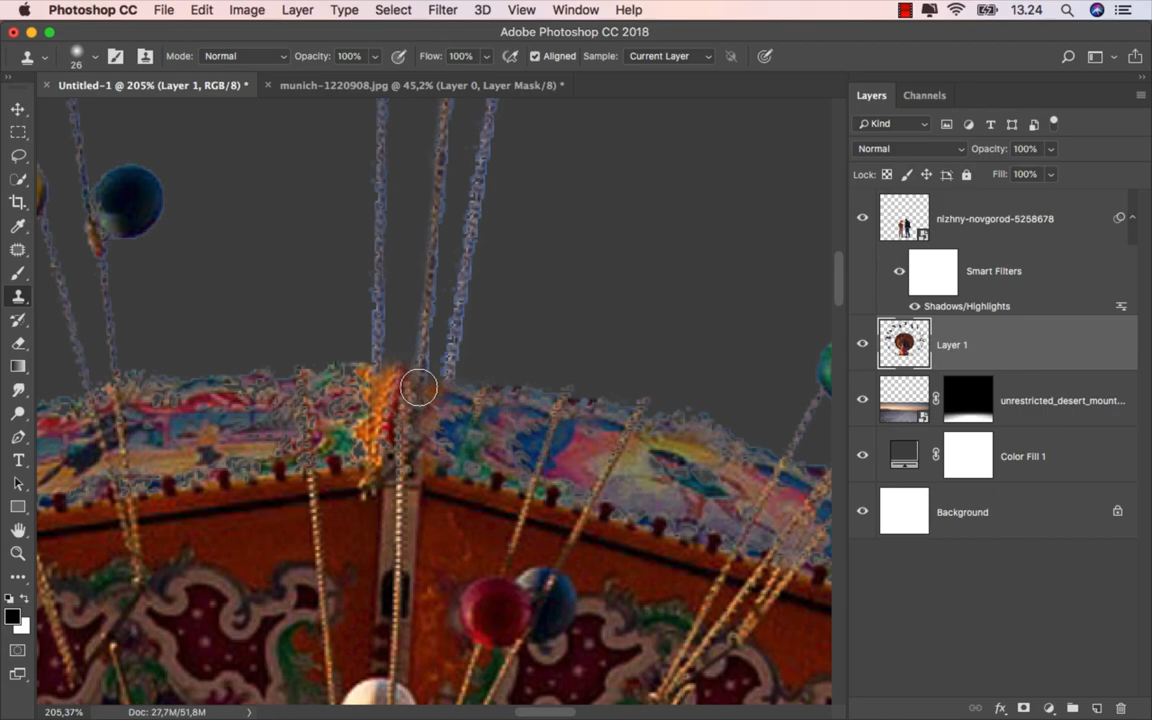 Photoshop CC File Edit Image Layer Type Select Filter 3D View Window Help 13.24
Adobe Photoshop CC 2018
26 Mode: Normal Opacity: 100% Flow: 100% Aligned Sample: Current Layer
Untitled-1 @ 205% (Layer 1, RGB/8) * munich-1220908.jpg @ 45,2% (Layer 0, Layer Mask/8) *
Layers Channels
Kind
Normal Opacity: 100%
Lock: Fill: 100%
nizhny-novgorod-5258678
Smart Filters
Shadows/Highlights
Layer 1
unrestricted_desert_mount...
Color Fill 1
Background
205,37% Doc: 27,7M/51,8M